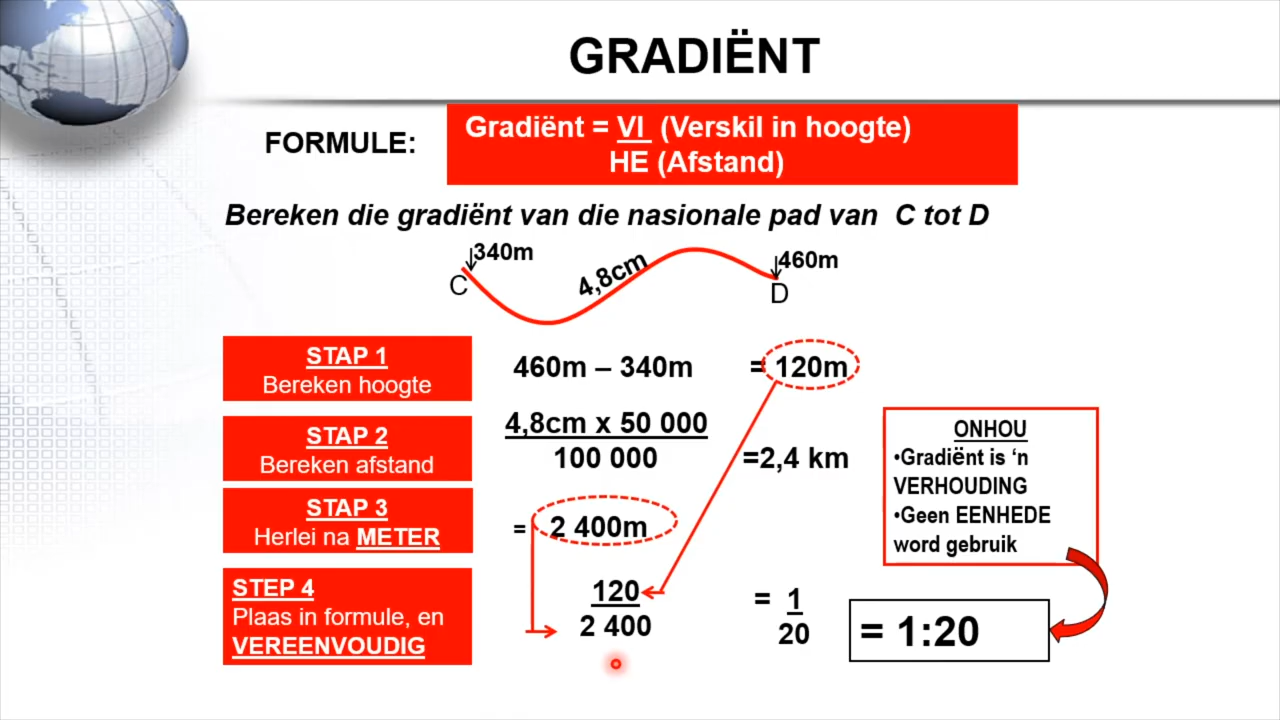 GRADIËNT
FORMULE:
Gradiënt = VI (Verskil in hoogte)
HE (Afstand)
Bereken die gradiënt van die nasionale pad van C tot D
340m
4,8cm
460m
C
D
STAP 1
Bereken hoogte
460m – 340m = 120m
STAP 2
Bereken afstand
4,8cm x 50 000
100 000
=2,4 km
STAP 3
Herlei na METER
= 2 400m
STEP 4
Plaas in formule, en
VEREENVOUDIG
120
2 400
= 1
20
= 1:20
ONHOU
•Gradiënt is ‘n
VERHOUDING
•Geen EENHEDE
word gebruik